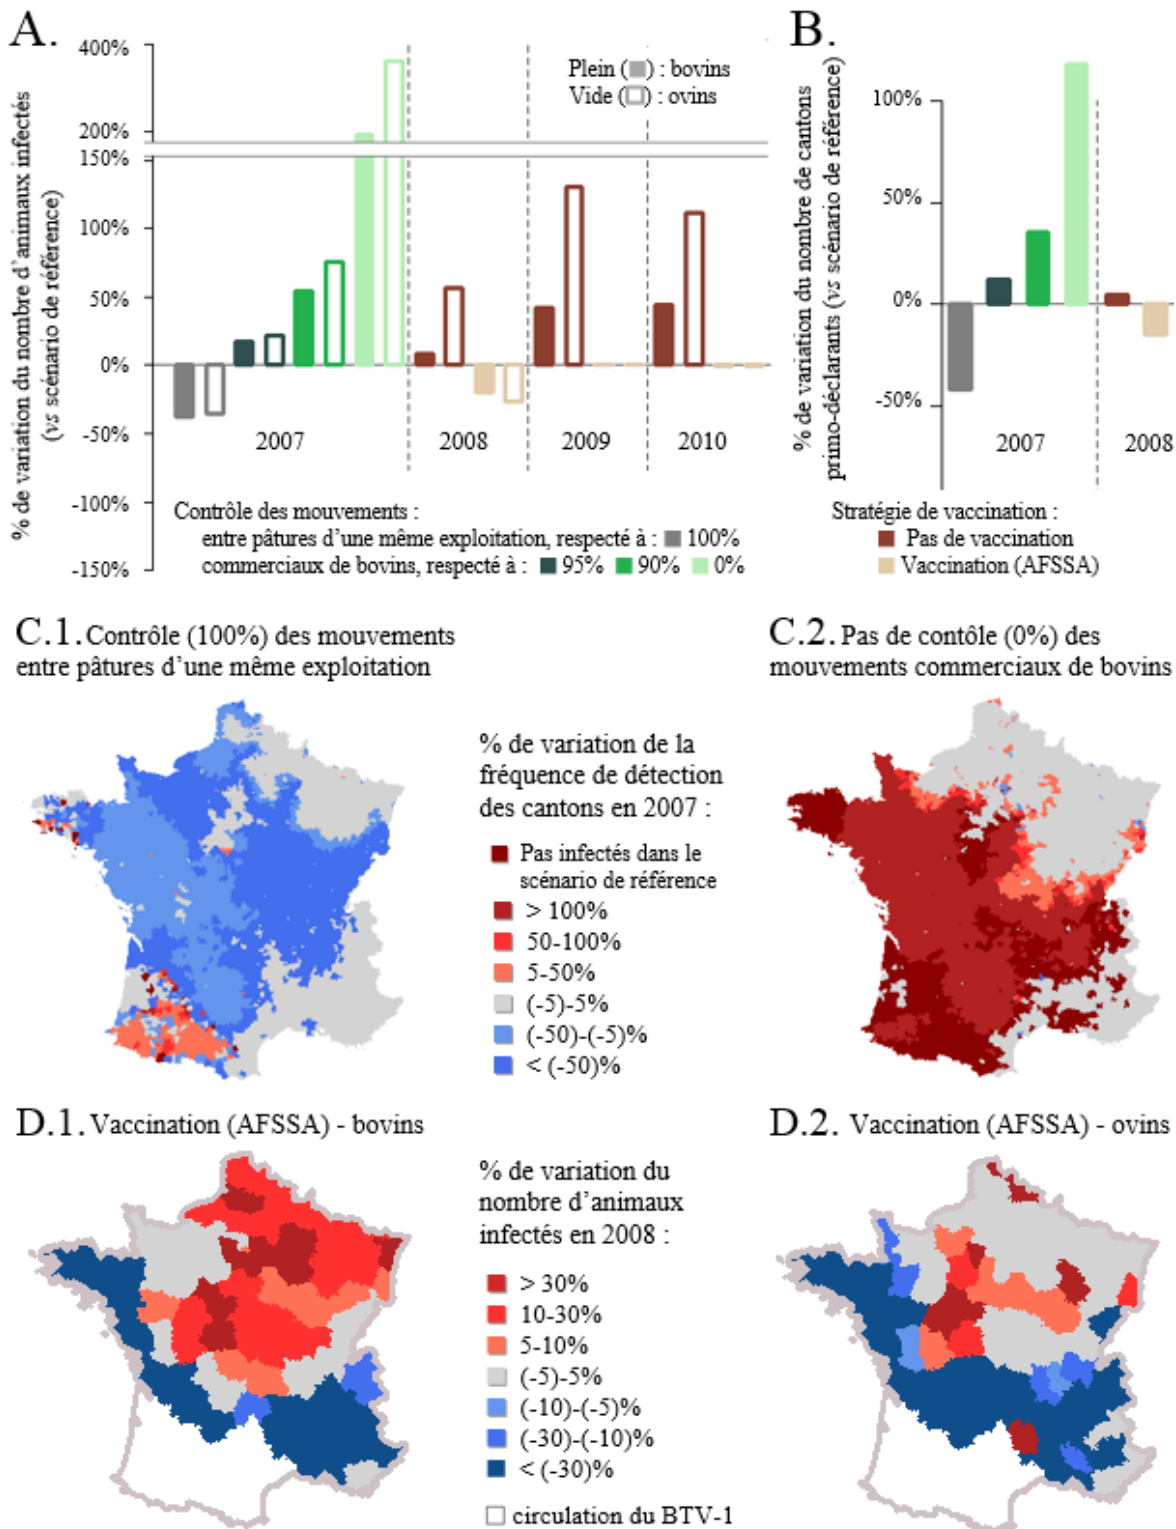 A.
% de variation du nombre d'animaux infectés
(vs scénario de référence)
400%
200%
150%
100%
50%
0%
-50%
-100%
-150%
Plein ( ) : bovins
Vide ( ) : ovins
2007
2008
2009
2010
Contrôle des mouvements :
entre pâtures d'une même exploitation, respecté à : 100%
commerciaux de bovins, respecté à : 95% 90% 0%
B.
% de variation du nombre de cantons
primo-déclarants (vs scénario de référence)
100%
50%
0%
-50%
2007
2008
Stratégie de vaccination :
Pas de vaccination
Vaccination (AFSSA)
C.1. Contrôle (100%) des mouvements
entre pâtures d'une même exploitation
C.2. Pas de contôle (0%) des
mouvements commerciaux de bovins
% de variation de la
fréquence de détection
des cantons en 2007 :
Pas infectés dans le
scénario de référence
> 100%
50-100%
5-50%
(-5)-5%
(-50)-(-5)%
< (-50)%
D.1. Vaccination (AFSSA) - bovins
D.2. Vaccination (AFSSA) - ovins
% de variation du
nombre d'animaux
infectés en 2008 :
> 30%
10-30%
5-10%
(-5)-5%
(-10)-(-5)%
(-30)-(-10)%
< (-30)%
circulation du BTV-1